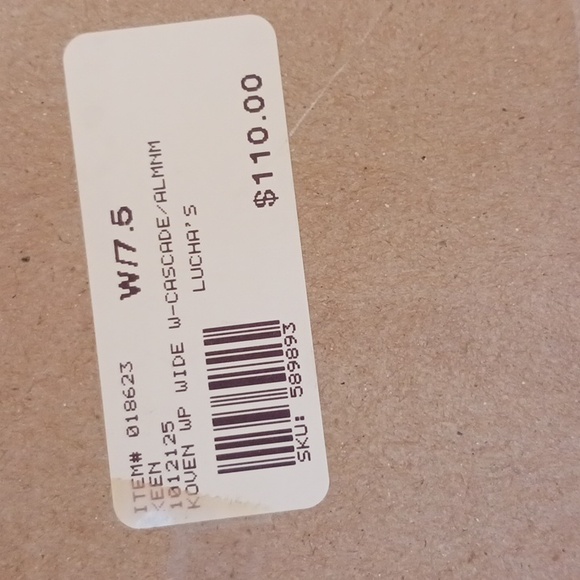 ITEM# 018623 W/7.5
KEEN
1012125
KOVEN WP WIDE W-CASCADE/ALMNM
LUCHA'S
$110.00
SKU: 589893